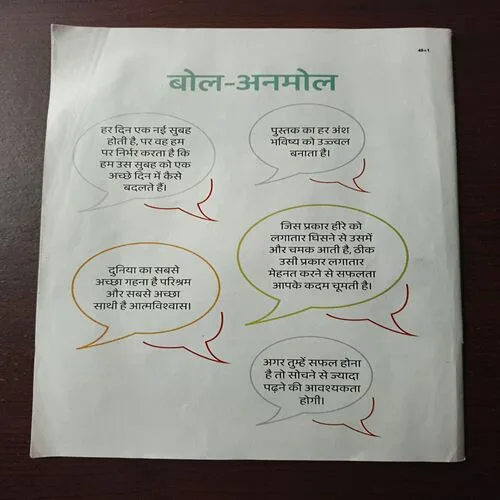 48+1
बोल-अनमोल
हर दिन एक नई सुबह
होती है, पर वह हम
पर निर्भर करता है कि
हम उस सुबह को एक
अच्छे दिन में कैसे
बदलते हैं।
पुस्तक का हर अंश
भविष्य को उज्ज्वल
बनाता है।
जिस प्रकार हीरे को
लगातार घिसने से उसमें
और चमक आती है, ठीक
उसी प्रकार लगातार
मेहनत करने से सफलता
आपके कदम चूमती है।
दुनिया का सबसे
अच्छा गहना है परिश्रम
और सबसे अच्छा
साथी है आत्मविश्वास।
अगर तुम्हें सफल होना
है तो सोचने से ज्यादा
पढ़ने की आवश्यकता
होगी।